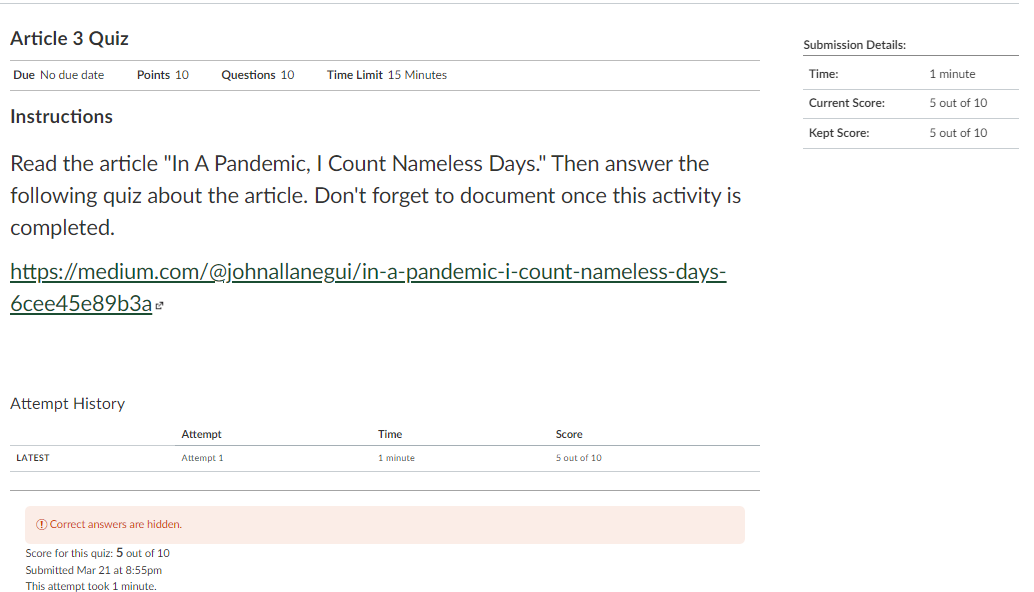 Article 3 Quiz
Due No due date Points 10 Questions 10 Time Limit 15 Minutes
Instructions
Read the article "In A Pandemic, I Count Nameless Days." Then answer the
following quiz about the article. Don't forget to document once this activity is
completed.
https://medium.com/@johnallanegui/in-a-pandemic-i-count-nameless-days-
6cee45e89b3a
Attempt History
Attempt Time Score
LATEST Attempt 1 1 minute 5 out of 10
Correct answers are hidden.
Score for this quiz: 5 out of 10
Submitted Mar 21 at 8:55pm
This attempt took 1 minute.
Submission Details:
Time: 1 minute
Current Score: 5 out of 10
Kept Score: 5 out of 10